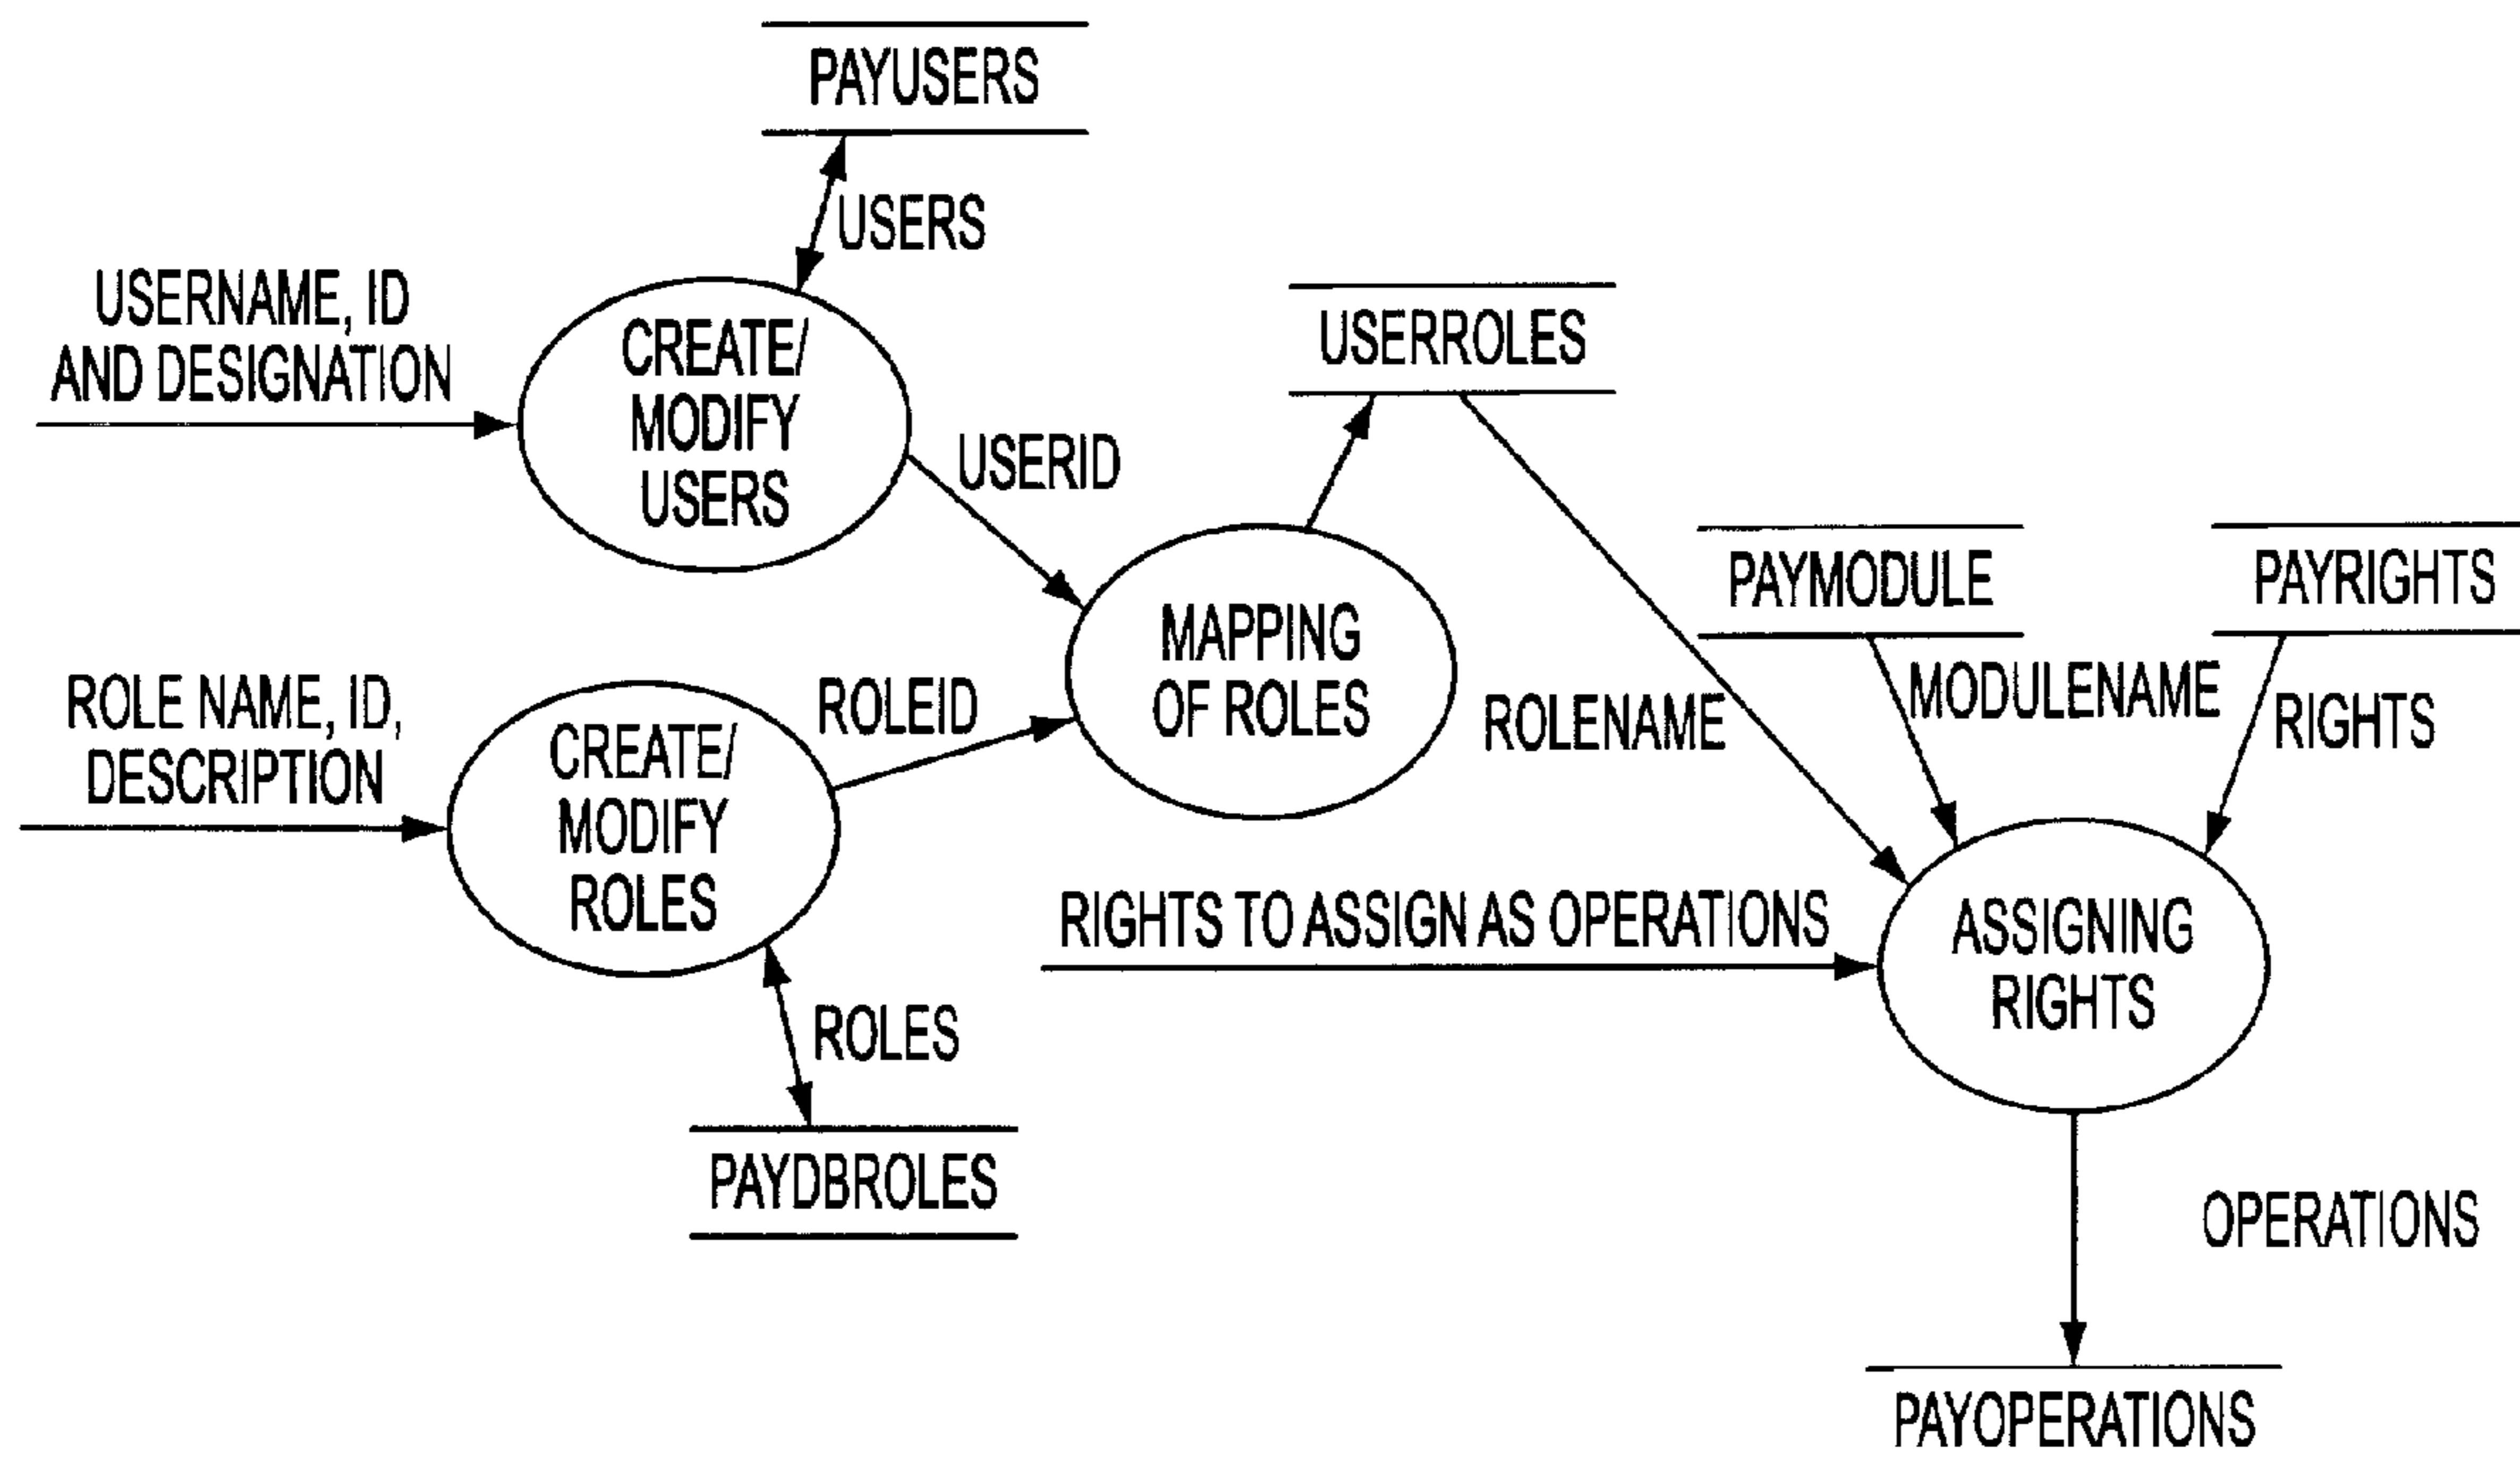 PAYUSERS
USERS
USERNAME, ID
AND DESIGNATION
CREATE/
MODIFY
USERS
USERROLES
USERID
PAYMODULE
PAYRIGHTS
MAPPING
OF ROLES
ROLENAME
MODULENAME
RIGHTS
ROLE NAME, ID,
DESCRIPTION
ROLEID
CREATE/
MODIFY
ROLES
RIGHTS TO ASSIGN AS OPERATIONS
ASSIGNING
RIGHTS
ROLES
PAYDBROLES
OPERATIONS
PAYOPERATIONS